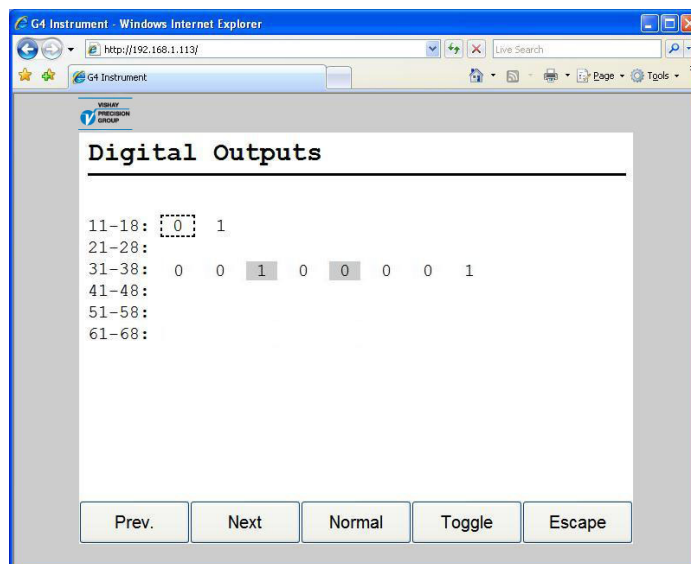 G4 Instrument - Windows Internet Explorer
http://192.168.1.113/
Live Search
G4 Instrument
Page
Tools
VISHAY
PRECISION
GROUP
Digital Outputs
11-18: 0 1
21-28:
31-38: 0 0 1 0 0 0 0 1
41-48:
51-58:
61-68:
Prev. Next Normal Toggle Escape